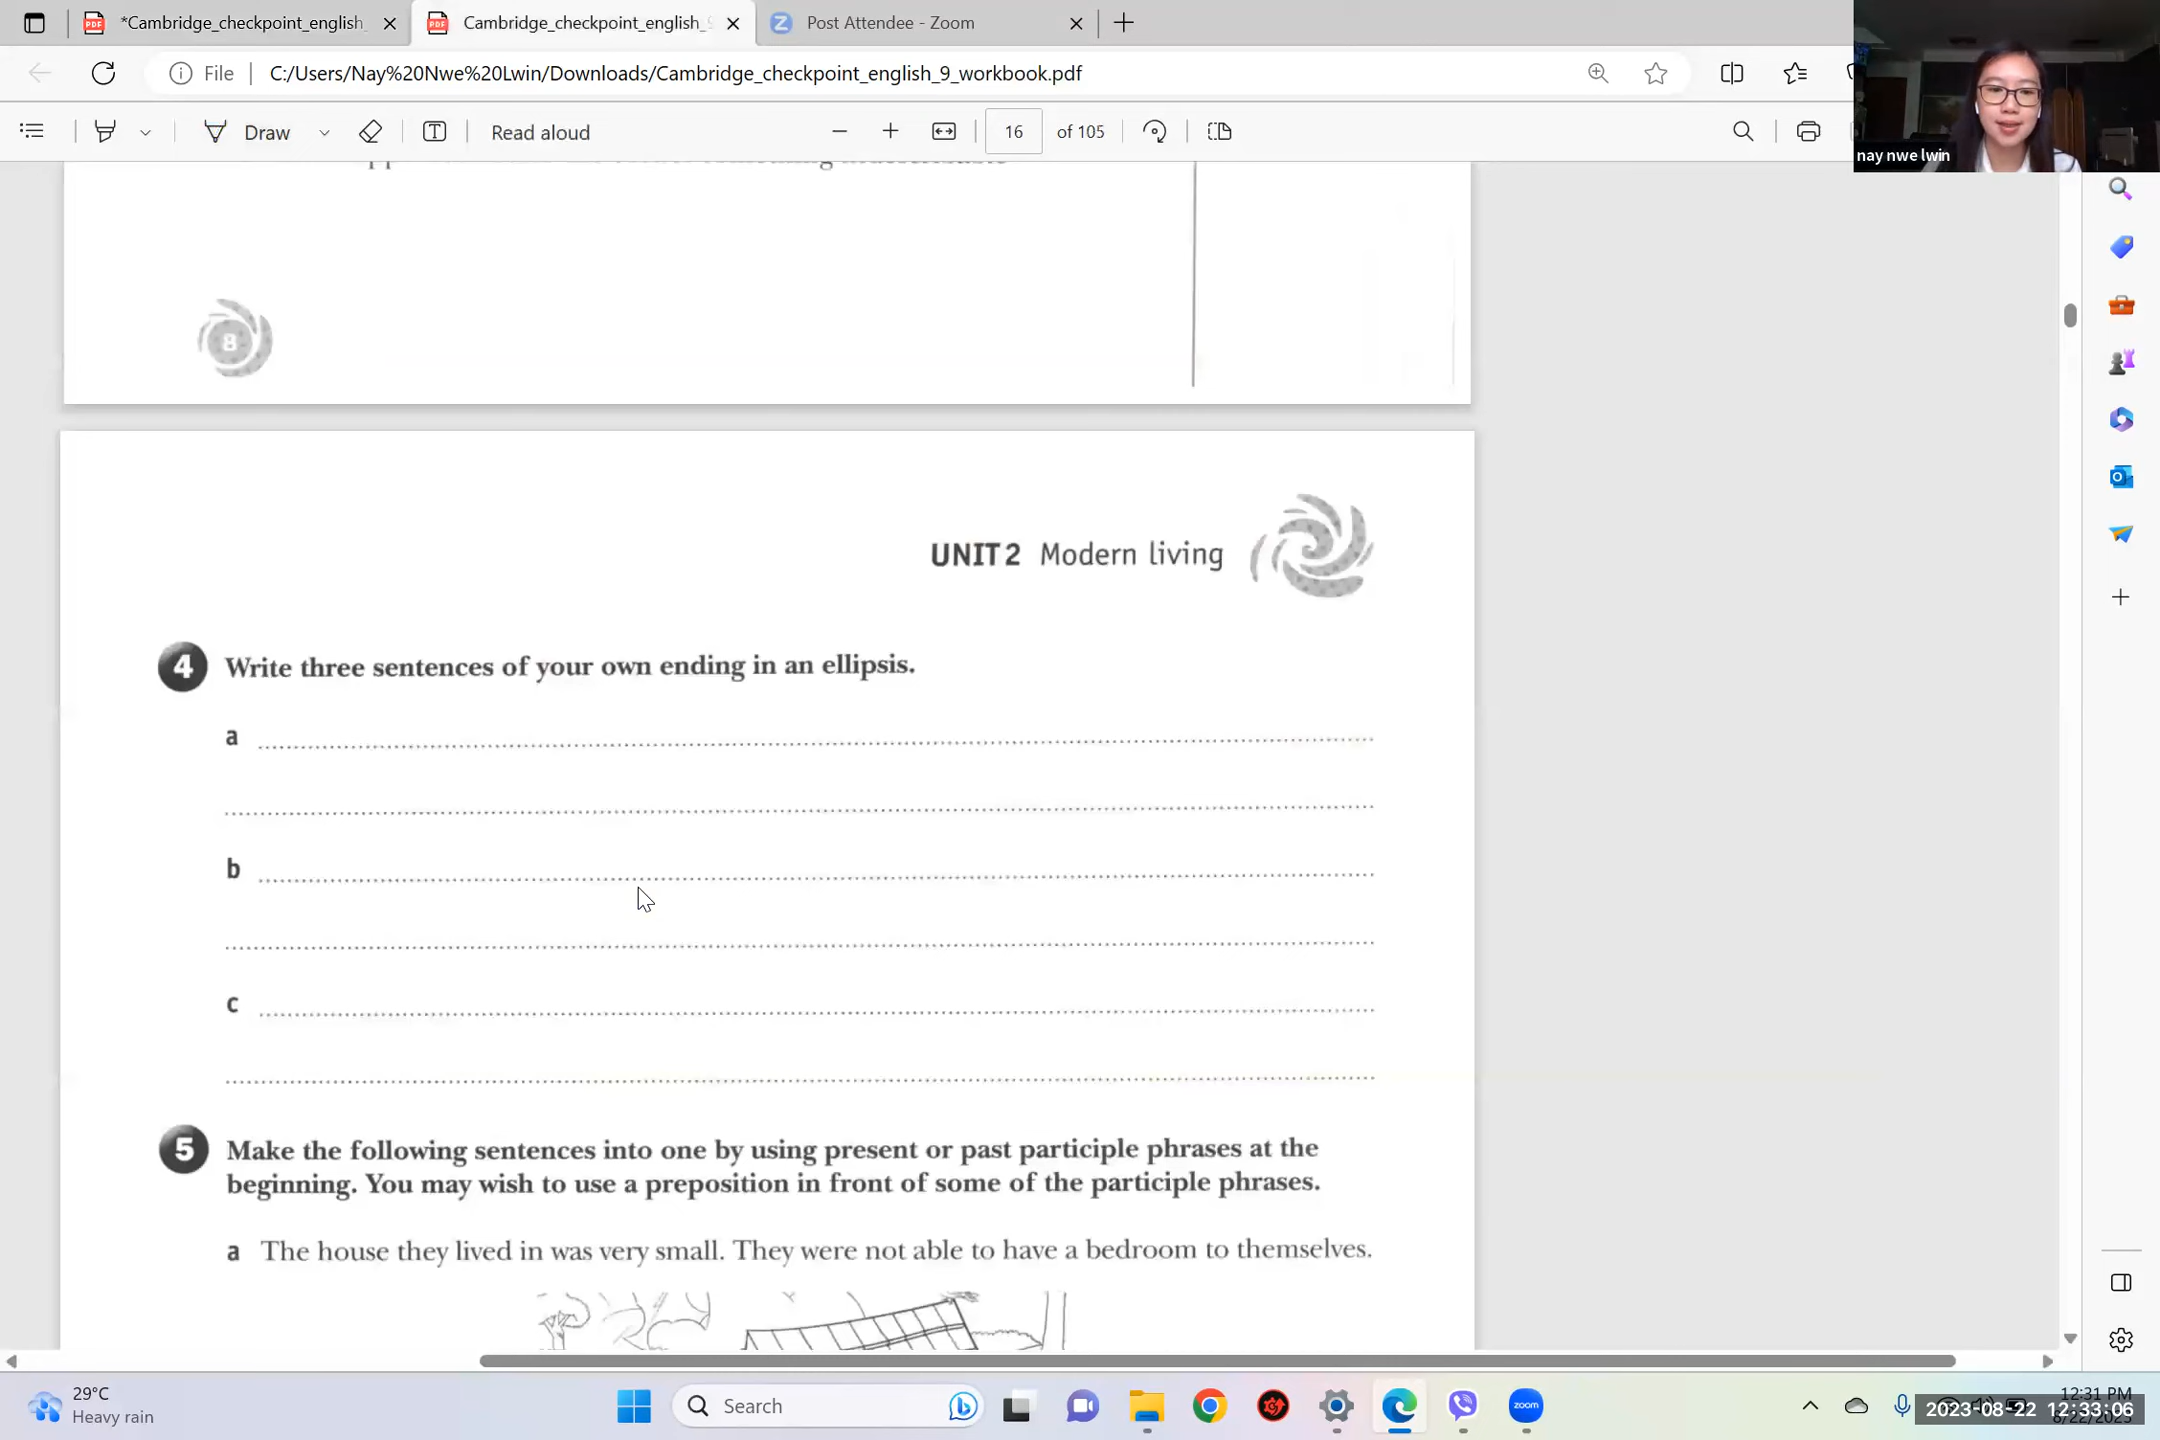 *Cambridge_checkpoint_english_
Cambridge_checkpoint_english_9
Post Attendee - Zoom
File
C:/Users/Nay%20Nwe%20Lwin/Downloads/Cambridge_checkpoint_english_9_workbook.pdf
Draw
Read aloud
16
of 105
nay nwe lwin
8
UNIT 2 Modern living
4 Write three sentences of your own ending in an ellipsis.
a
b
c
5 Make the following sentences into one by using present or past participle phrases at the
beginning. You may wish to use a preposition in front of some of the participle phrases.
a The house they lived in was very small. They were not able to have a bedroom to themselves.
29°C
Heavy rain
Search
zoom
12:31 PM
2023-08-22 12:33:06